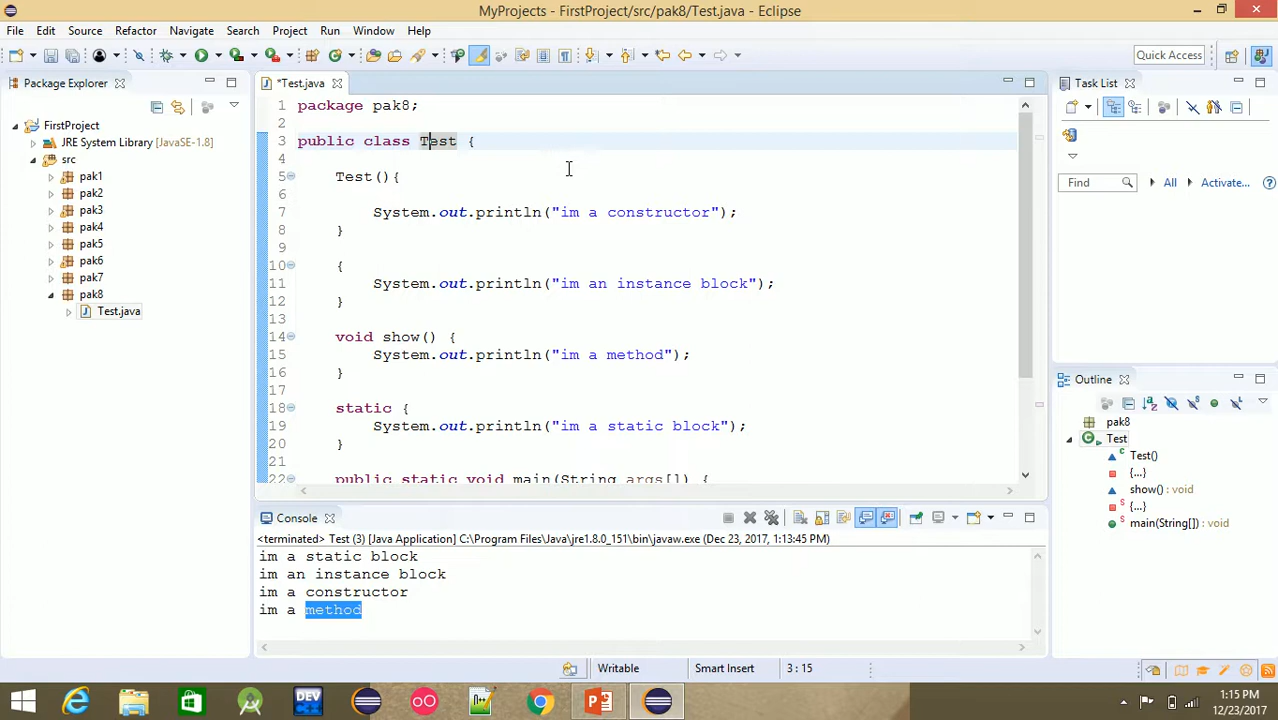 MyProjects - FirstProject/src/pak8/Test.java - Eclipse
File Edit Source Refactor Navigate Search Project Run Window Help
Quick Access
Package Explorer
*Test.java
Task List
FirstProject
JRE System Library [JavaSE-1.8]
src
pak1
pak2
pak3
pak4
pak5
pak6
pak7
pak8
Test.java
1 package pak8;
2
3 public class Test {
4
5 Test(){
6
7 System.out.println("im a constructor");
8 }
9
10 {
11 System.out.println("im an instance block");
12 }
13
14 void show() {
15 System.out.println("im a method");
16 }
17
18 static {
19 System.out.println("im a static block");
20 }
21
22 public static void main(String args[]) {
Find All Activate...
Outline
pak8
Test
Test()
{...}
show() : void
{...}
main(String[]) : void
Console
<terminated> Test (3) [Java Application] C:\Program Files\Java\jre1.8.0_151\bin\javaw.exe (Dec 23, 2017, 1:13:45 PM)
im a static block
im an instance block
im a constructor
im a method
Writable Smart Insert 3 : 15
DEV
1:15 PM
12/23/2017